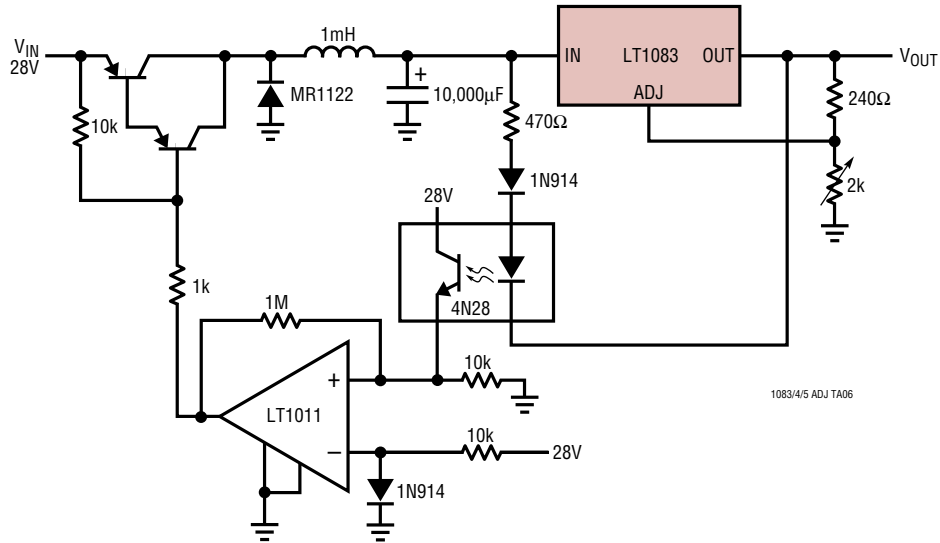 1mH
V_IN
28V
IN
LT1083
OUT
V_OUT
MR1122
+
10,000µF
ADJ
240Ω
10k
470Ω
1N914
2k
28V
1k
1M
4N28
+
10k
1083/4/5 ADJ TA06
LT1011
10k
–
28V
1N914